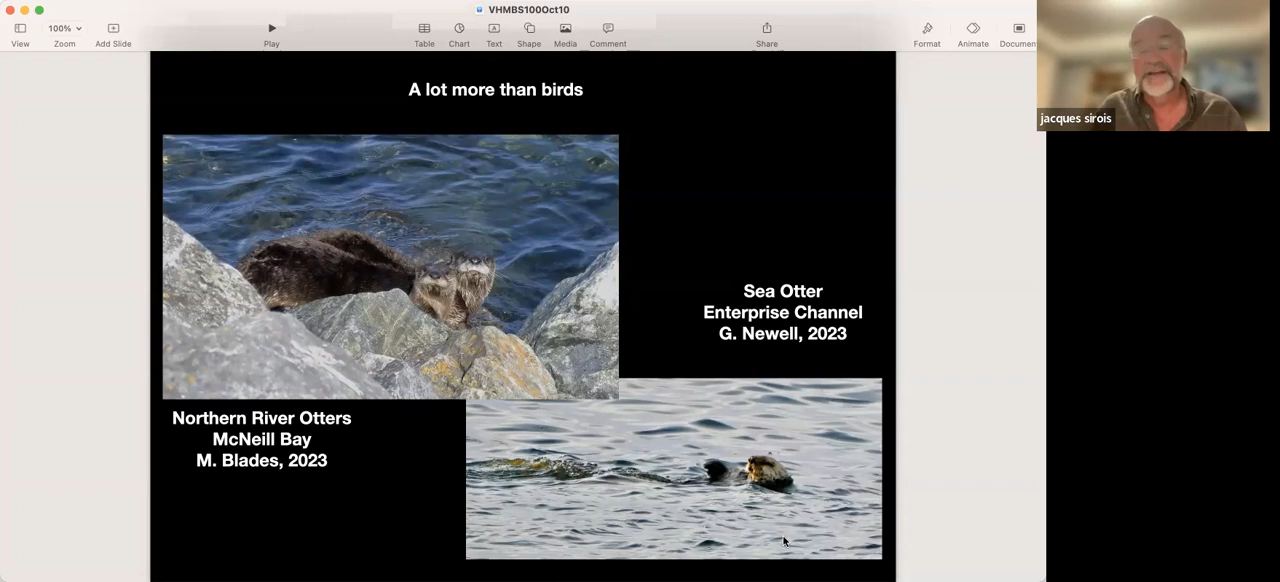 VHMBS100Oct10
100%
View
Zoom
Add Slide
Play
Table
Chart
Text
Shape
Media
Comment
Share
Format
Animate
Documen
jacques sirois
A lot more than birds
Sea Otter
Enterprise Channel
G. Newell, 2023
Northern River Otters
McNeill Bay
M. Blades, 2023